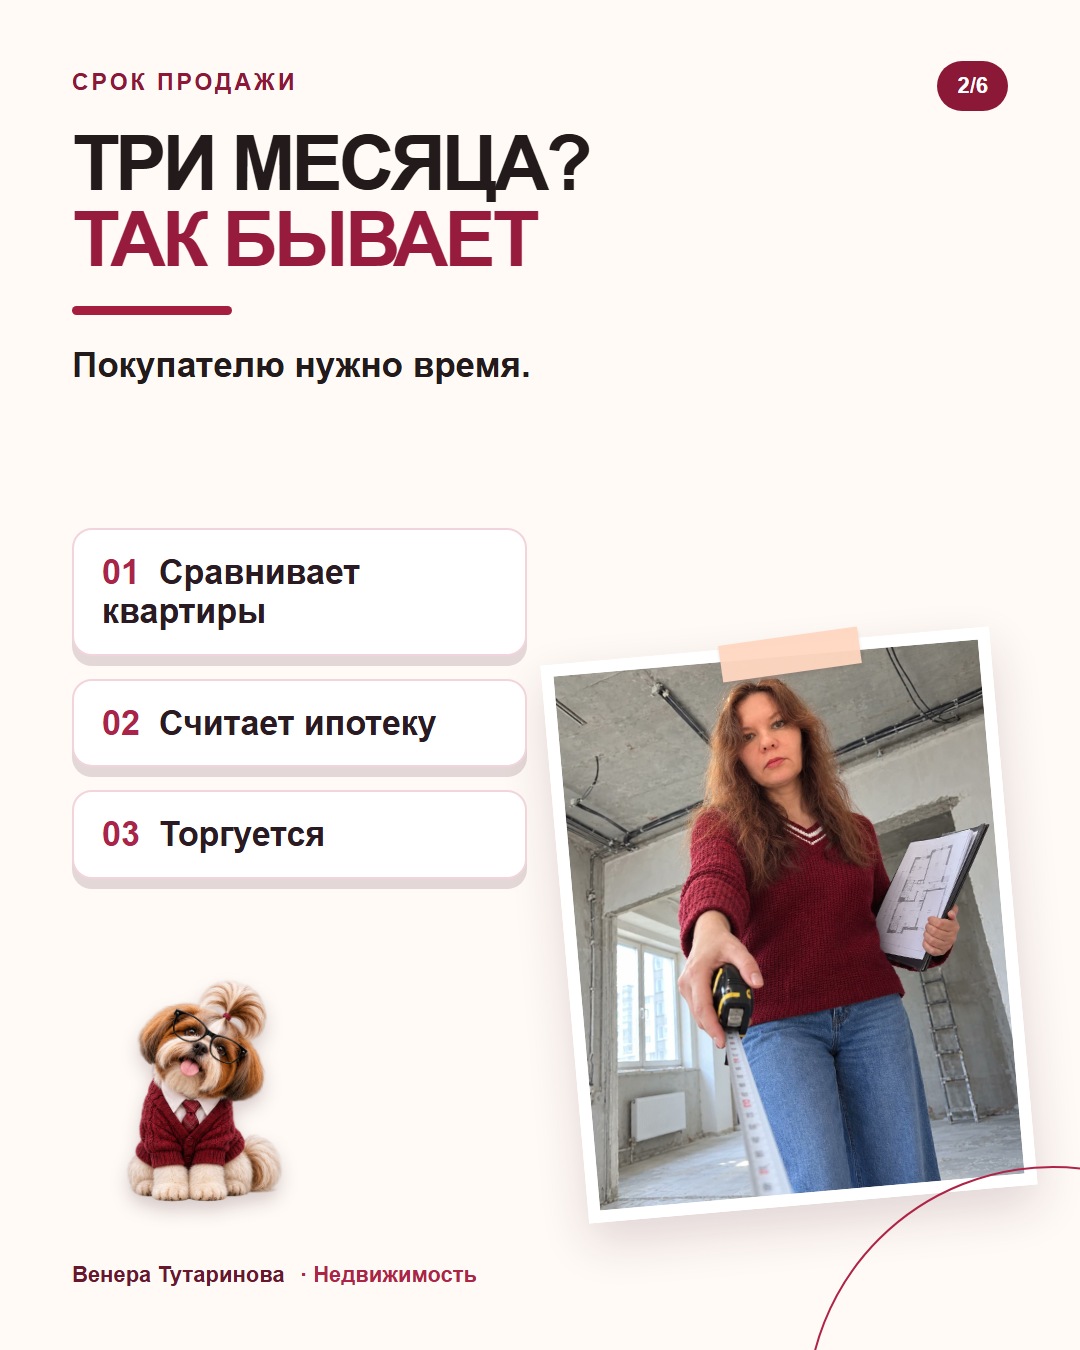 СРОК ПРОДАЖИ
2/6
ТРИ МЕСЯЦА?
ТАК БЫВАЕТ
Покупателю нужно время.
01 Сравнивает
квартиры
02 Считает ипотеку
03 Торгуется
Венера Тутаринова · Недвижимость